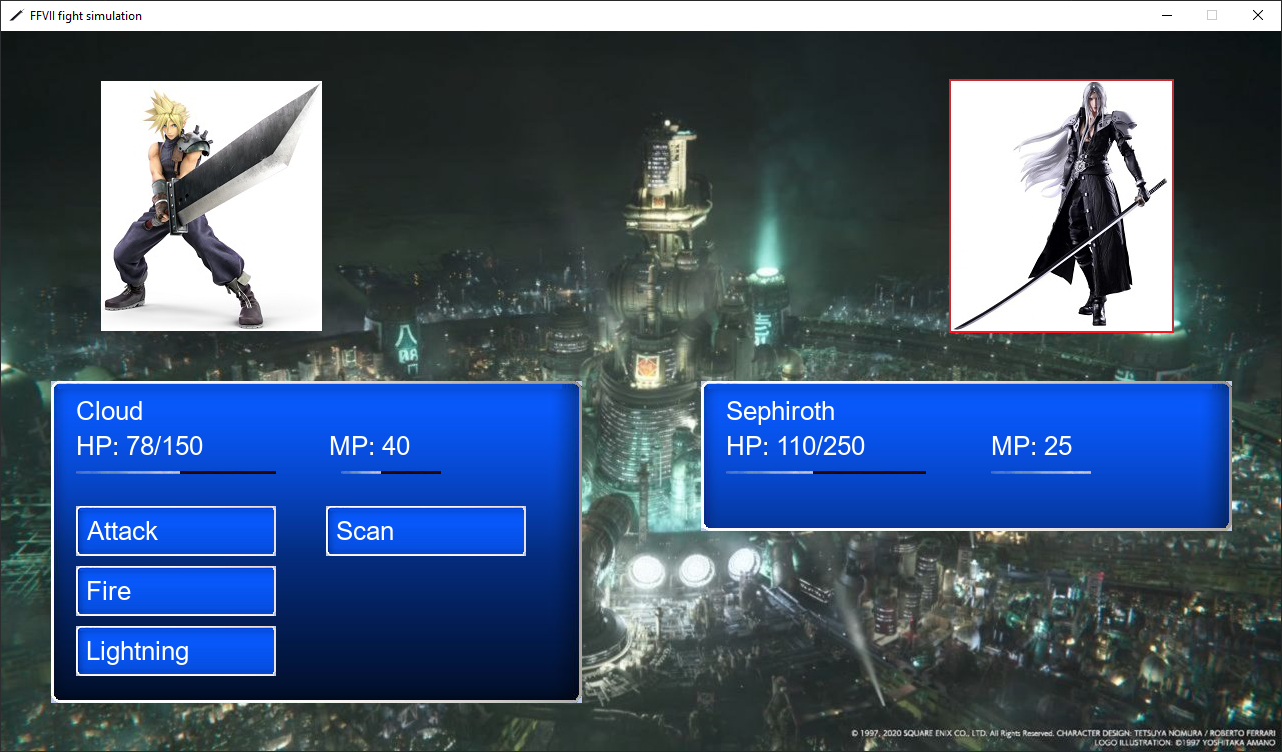 FFVII fight simulation
Cloud
HP: 78/150 MP: 40
Attack Scan
Fire
Lightning
Sephiroth
HP: 110/250 MP: 25
© 1997, 2020 SQUARE ENIX CO., LTD. All Rights Reserved. CHARACTER DESIGN: TETSUYA NOMURA / ROBERTO FERRARI
LOGO ILLUSTRATION: ©1997 YOSHITAKA AMANO